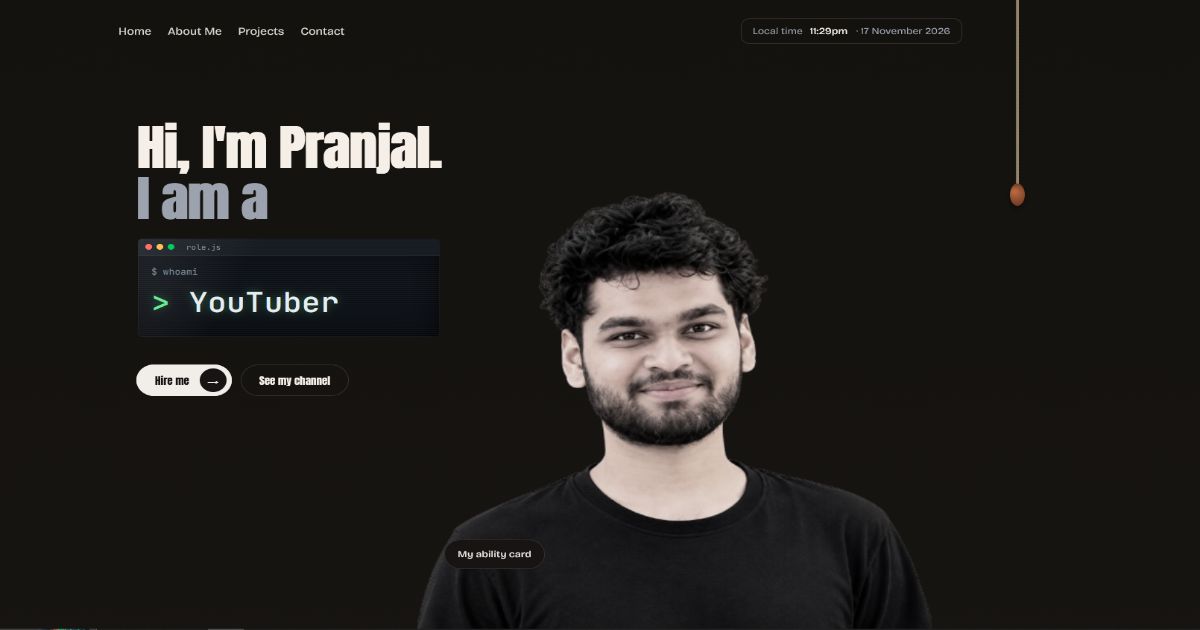 Home About Me Projects Contact
Local time 11:29pm · 17 November 2026
Hi, I'm Pranjal.
I am a
role.js
$ whoami
> YouTuber
Hire me → See my channel
My ability card